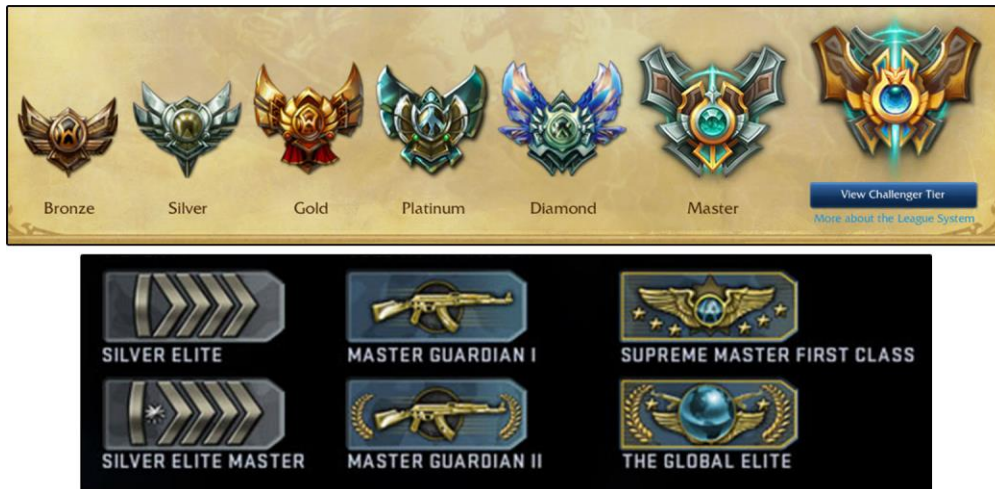 Bronze Silver Gold Platinum Diamond Master
View Challenger Tier
More about the League System
SILVER ELITE MASTER GUARDIAN I SUPREME MASTER FIRST CLASS
SILVER ELITE MASTER MASTER GUARDIAN II THE GLOBAL ELITE